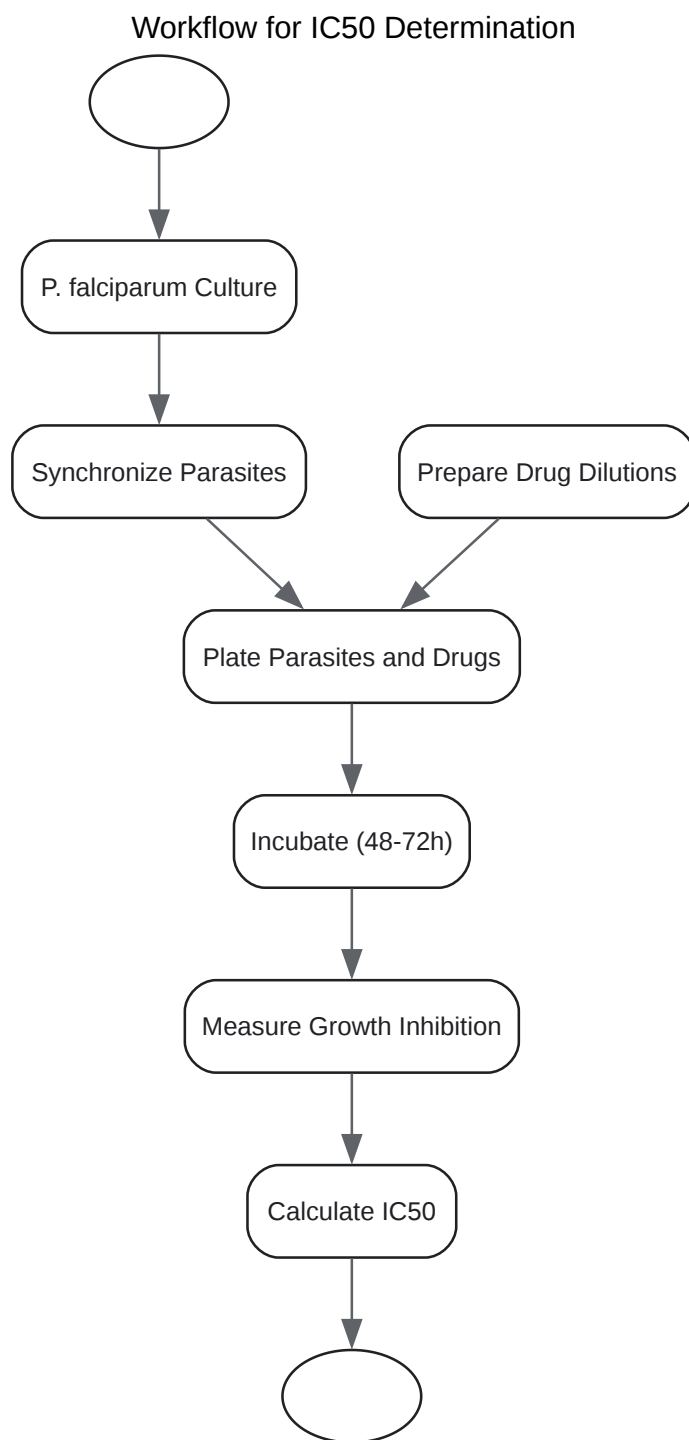 Workflow for IC50 Determination
P. falciparum Culture
Synchronize Parasites
Prepare Drug Dilutions
Plate Parasites and Drugs
Incubate (48-72h)
Measure Growth Inhibition
Calculate IC50